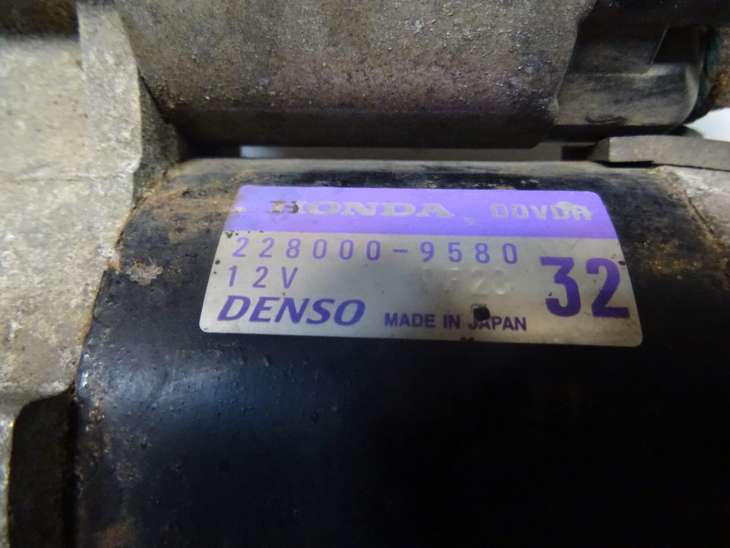 HONDA
228000-9580
12V 32
DENSO MADE IN JAPAN